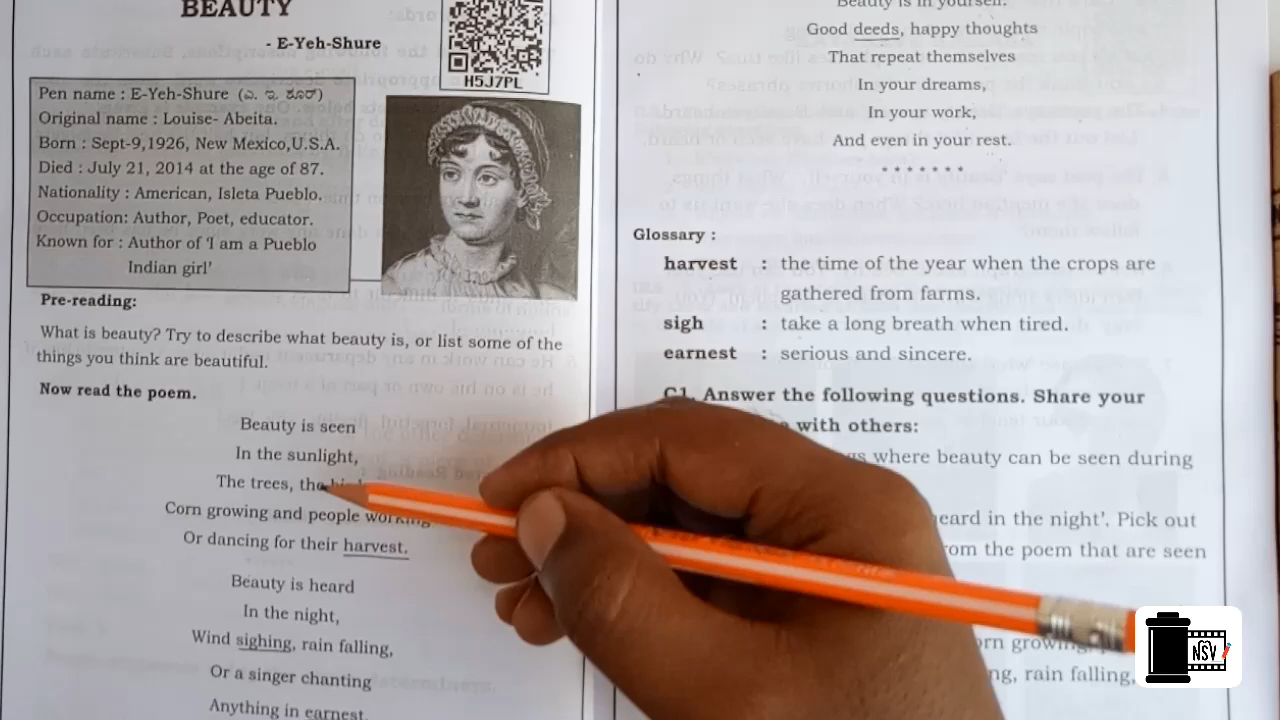 BEAUTY
- E-Yeh-Shure
H5J7PL
Pen name : E-Yeh-Shure (ಎ. ಇ. ಶೂರ್)
Original name : Louise- Abeita.
Born : Sept-9,1926, New Mexico,U.S.A.
Died : July 21, 2014 at the age of 87.
Nationality : American, Isleta Pueblo.
Occupation: Author, Poet, educator.
Known for : Author of 'I am a Pueblo
Indian girl'
Pre-reading:
What is beauty? Try to describe what beauty is, or list some of the
things you think are beautiful.
Now read the poem.
Beauty is seen
In the sunlight,
The trees, the
Corn growing and people working
Or dancing for their harvest.
Beauty is heard
In the night,
Wind sighing, rain falling,
Or a singer chanting
Anything in earnest.
Beauty is in yourself.
Good deeds, happy thoughts
That repeat themselves
In your dreams,
In your work,
And even in your rest.
* * * * * * *
Glossary :
harvest : the time of the year when the crops are
gathered from farms.
sigh : take a long breath when tired.
earnest : serious and sincere.
C1. Answer the following questions. Share your
with others:
where beauty can be seen during
heard in the night'. Pick out
from the poem that are seen
corn growing,
rain falling,
NSV